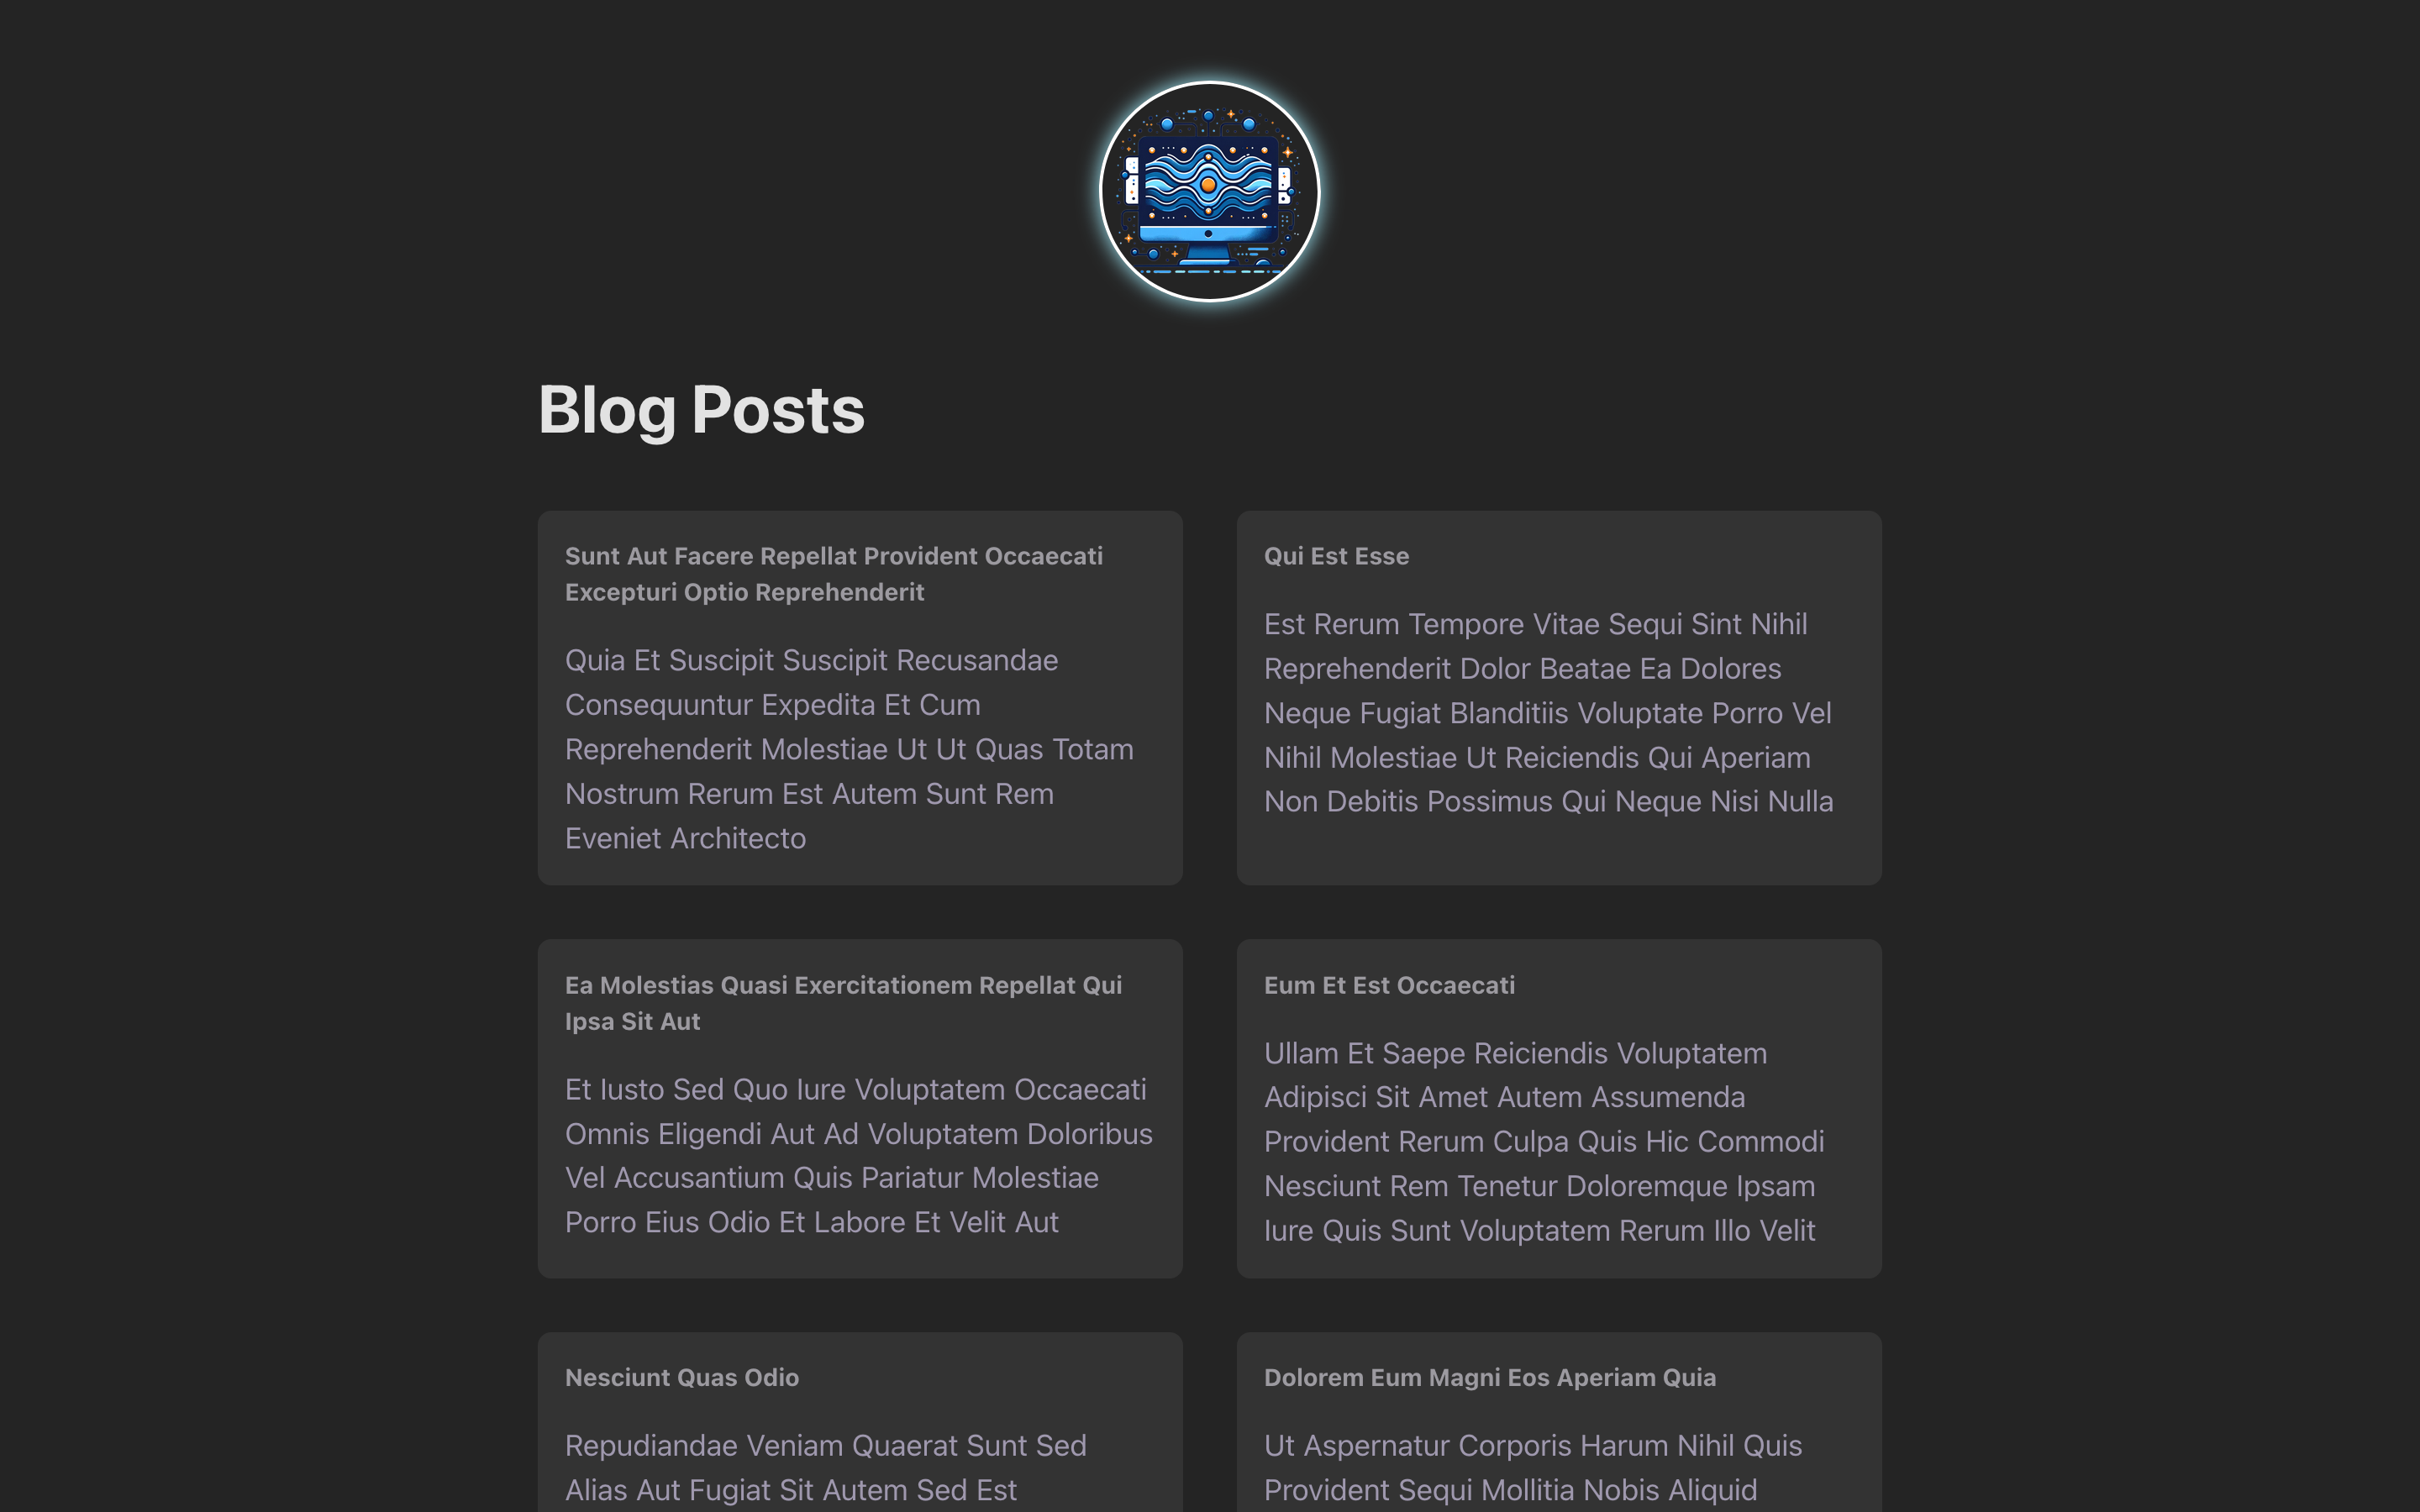 Blog Posts
Sunt Aut Facere Repellat Provident Occaecati
Excepturi Optio Reprehenderit
Quia Et Suscipit Suscipit Recusandae
Consequuntur Expedita Et Cum
Reprehenderit Molestiae Ut Ut Quas Totam
Nostrum Rerum Est Autem Sunt Rem
Eveniet Architecto
Qui Est Esse
Est Rerum Tempore Vitae Sequi Sint Nihil
Reprehenderit Dolor Beatae Ea Dolores
Neque Fugiat Blanditiis Voluptate Porro Vel
Nihil Molestiae Ut Reiciendis Qui Aperiam
Non Debitis Possimus Qui Neque Nisi Nulla
Ea Molestias Quasi Exercitationem Repellat Qui
Ipsa Sit Aut
Et Iusto Sed Quo Iure Voluptatem Occaecati
Omnis Eligendi Aut Ad Voluptatem Doloribus
Vel Accusantium Quis Pariatur Molestiae
Porro Eius Odio Et Labore Et Velit Aut
Eum Et Est Occaecati
Ullam Et Saepe Reiciendis Voluptatem
Adipisci Sit Amet Autem Assumenda
Provident Rerum Culpa Quis Hic Commodi
Nesciunt Rem Tenetur Doloremque Ipsam
Iure Quis Sunt Voluptatem Rerum Illo Velit
Nesciunt Quas Odio
Repudiandae Veniam Quaerat Sunt Sed
Alias Aut Fugiat Sit Autem Sed Est
Dolorem Eum Magni Eos Aperiam Quia
Ut Aspernatur Corporis Harum Nihil Quis
Provident Sequi Mollitia Nobis Aliquid